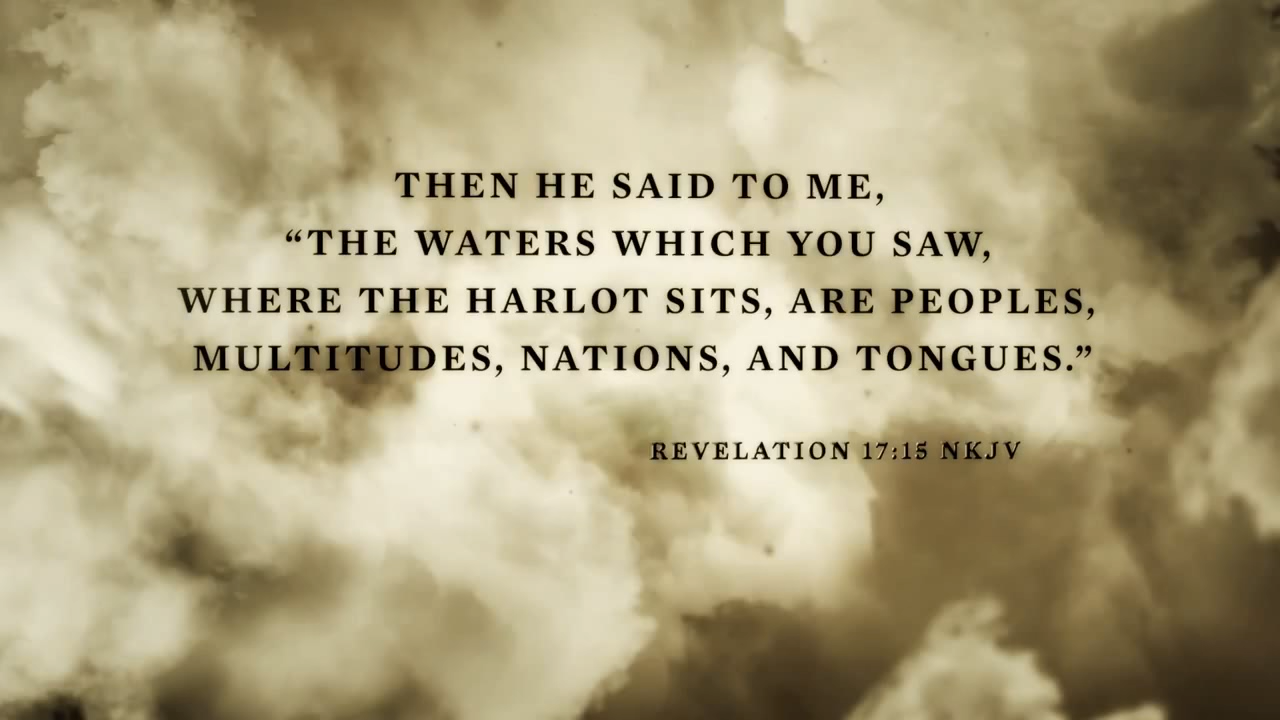 THEN HE SAID TO ME,
“THE WATERS WHICH YOU SAW,
WHERE THE HARLOT SITS, ARE PEOPLES,
MULTITUDES, NATIONS, AND TONGUES.”
REVELATION 17:15 NKJV